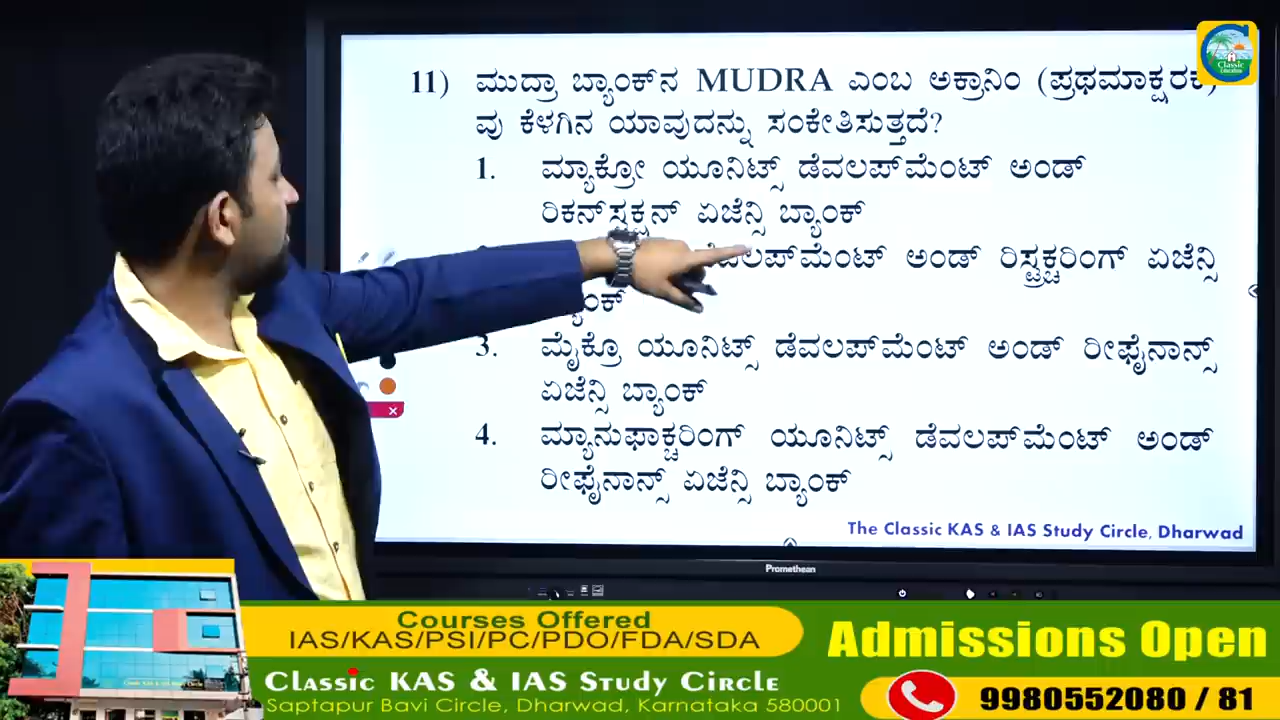 11) ಮುದ್ರಾ ಬ್ಯಾಂಕ್‌ನ MUDRA ಎಂಬ ಅಕ್ರಾನಿಂ (ಪ್ರಥಮಾಕ್ಷರಕ)
ವು ಕೆಳಗಿನ ಯಾವುದನ್ನು ಸಂಕೇತಿಸುತ್ತದೆ?
1. ಮ್ಯಾಕ್ರೋ ಯೂನಿಟ್ಸ್ ಡೆವಲಪ್‌ಮೆಂಟ್ ಅಂಡ್
ರಿಕನ್‌ಸ್ಟ್ರಕ್ಷನ್ ಏಜೆನ್ಸಿ ಬ್ಯಾಂಕ್
ಡೆವಲಪ್‌ಮೆಂಟ್ ಅಂಡ್ ರಿಸ್ಟ್ರಕ್ಚರಿಂಗ್ ಏಜೆನ್ಸಿ
ಬ್ಯಾಂಕ್
3. ಮೈಕ್ರೊ ಯೂನಿಟ್ಸ್ ಡೆವಲಪ್‌ಮೆಂಟ್ ಅಂಡ್ ರೀಫೈನಾನ್ಸ್
ಏಜೆನ್ಸಿ ಬ್ಯಾಂಕ್
4. ಮ್ಯಾನುಫಾಕ್ಚರಿಂಗ್ ಯೂನಿಟ್ಸ್ ಡೆವಲಪ್‌ಮೆಂಟ್ ಅಂಡ್
ರೀಫೈನಾನ್ಸ್ ಏಜೆನ್ಸಿ ಬ್ಯಾಂಕ್
The Classic KAS & IAS Study Circle, Dharwad
Promethean
Classic
Courses Offered
IAS/KAS/PSI/PC/PDO/FDA/SDA
Classic KAS & IAS Study Circle
Saptapur Bavi Circle, Dharwad, Karnataka 580001
Admissions Open
9980552080 / 81